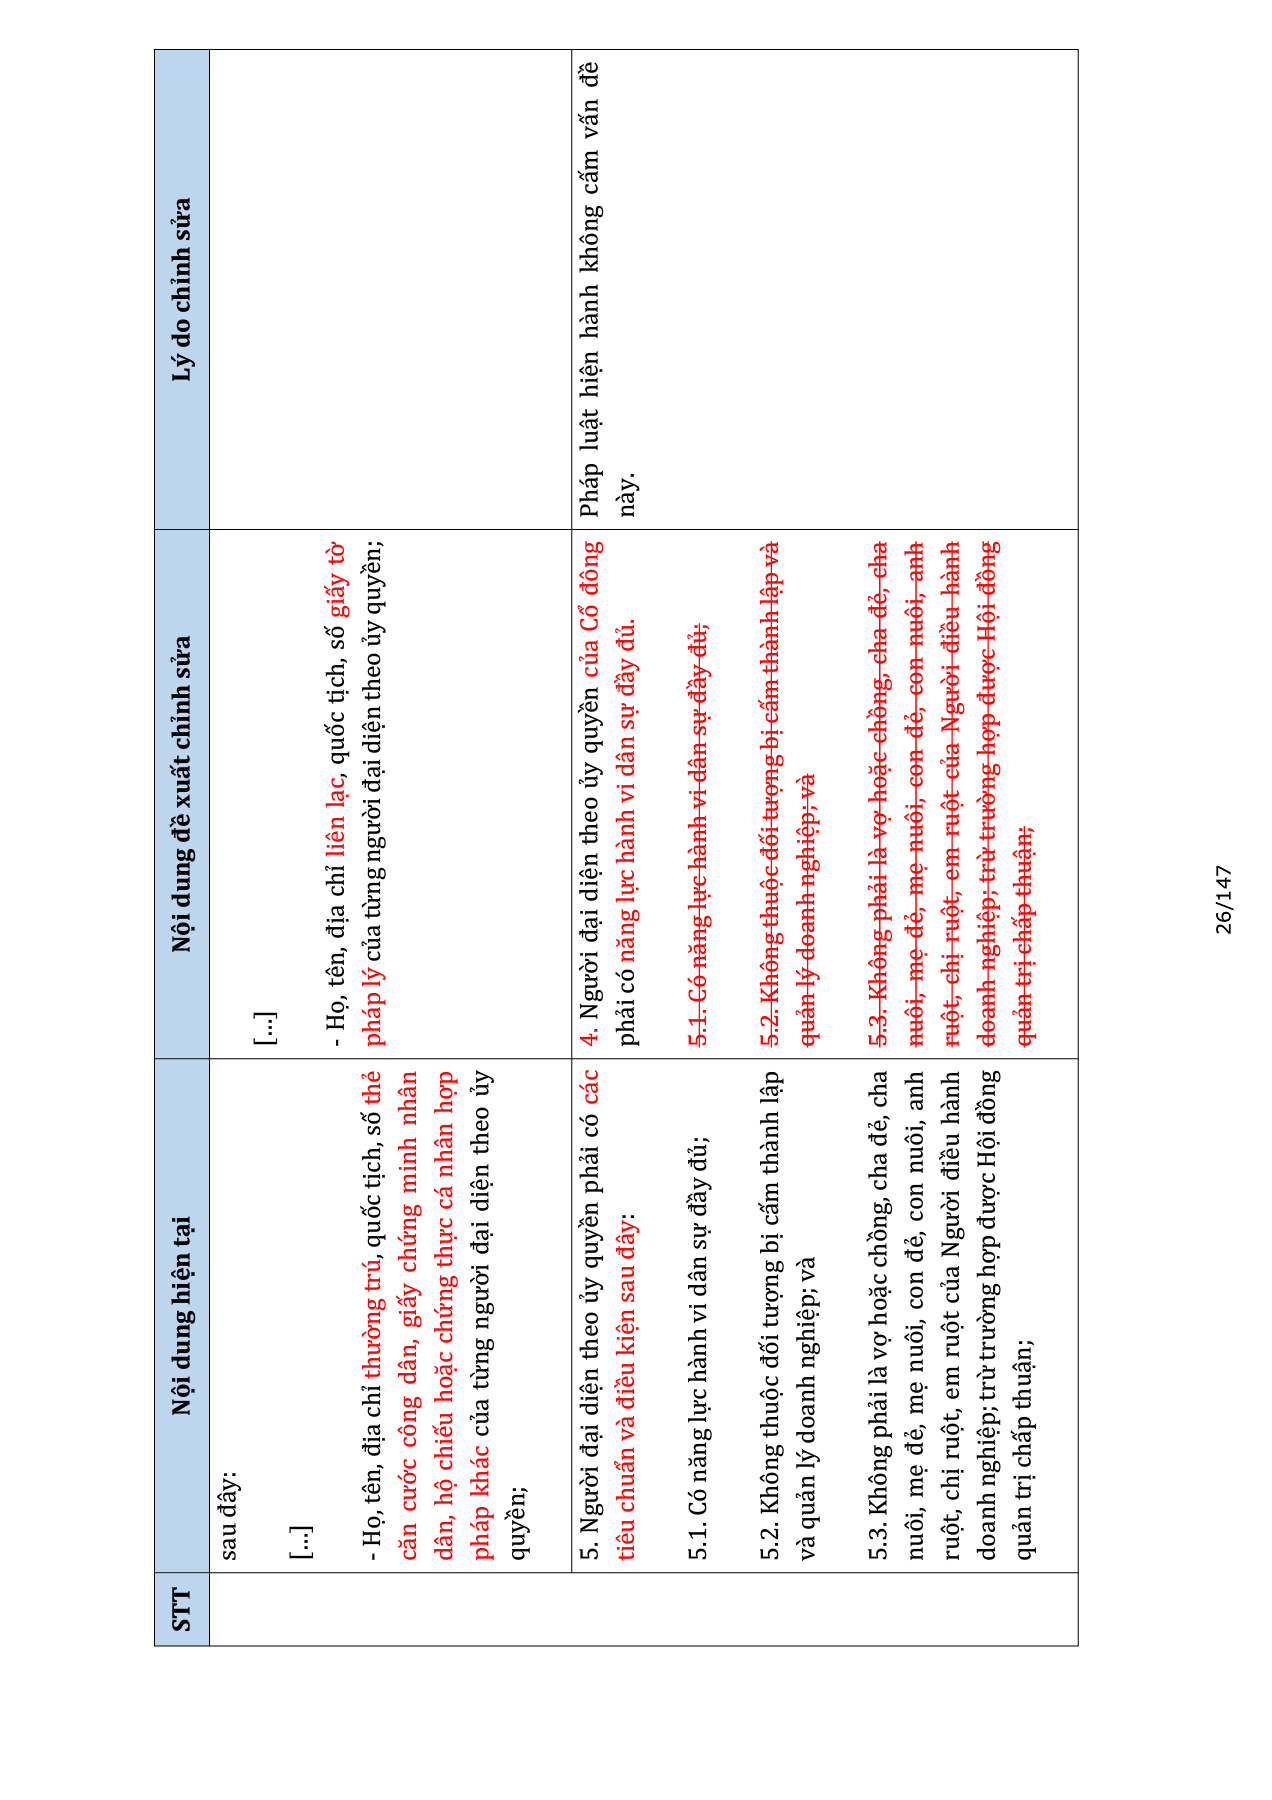 STT
Nội dung hiện tại
Nội dung đề xuất chỉnh sửa
Lý do chỉnh sửa
sau đây:
[...]
- Họ, tên, địa chỉ thường trú, quốc tịch, số thẻ
căn cước công dân, giấy chứng minh nhân
dân, hộ chiếu hoặc chứng thực cá nhân hợp
pháp khác của từng người đại diện theo ủy
quyền;
[...]
- Họ, tên, địa chỉ liên lạc, quốc tịch, số giấy tờ
pháp lý của từng người đại diện theo ủy quyền;
5. Người đại diện theo ủy quyền phải có các
tiêu chuẩn và điều kiện sau đây:
5.1. Có năng lực hành vi dân sự đầy đủ;
5.2. Không thuộc đối tượng bị cấm thành lập
và quản lý doanh nghiệp; và
5.3. Không phải là vợ hoặc chồng, cha đẻ, cha
nuôi, mẹ đẻ, mẹ nuôi, con đẻ, con nuôi, anh
ruột, chị ruột, em ruột của Người điều hành
doanh nghiệp; trừ trường hợp được Hội đồng
quản trị chấp thuận;
4. Người đại diện theo ủy quyền của Cổ đông
phải có năng lực hành vi dân sự đầy đủ.
5.1. Có năng lực hành vi dân sự đầy đủ;
5.2. Không thuộc đối tượng bị cấm thành lập và
quản lý doanh nghiệp; và
5.3. Không phải là vợ hoặc chồng, cha đẻ, cha
nuôi, mẹ đẻ, mẹ nuôi, con đẻ, con nuôi, anh
ruột, chị ruột, em ruột của Người điều hành
doanh nghiệp; trừ trường hợp được Hội đồng
quản trị chấp thuận;
Pháp luật hiện hành không cấm vấn đề
này.
26/147